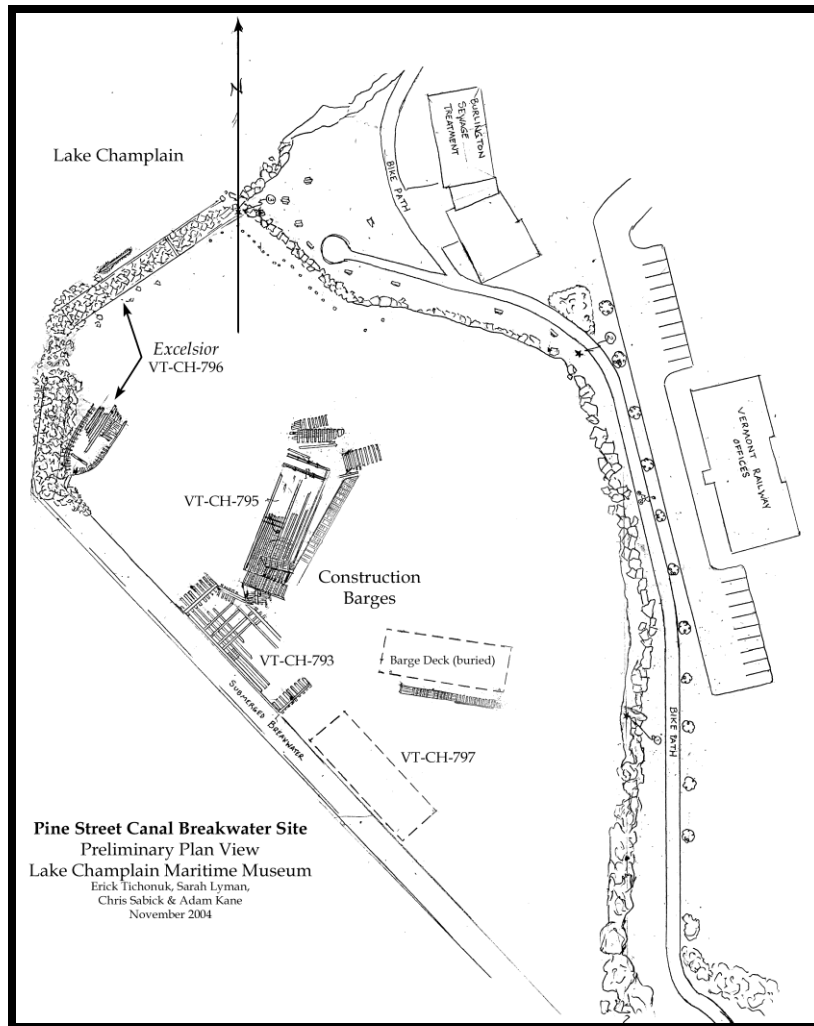 Lake Champlain
N
BURLINGTON
SEWAGE
TREATMENT
BIKE PATH
Excelsior
VT-CH-796
VT-CH-795
VERMONT RAILWAY
OFFICES
Construction
Barges
VT-CH-793
Barge Deck (buried)
SUBMERGED BREAKWATER
VT-CH-797
BIKE PATH
Pine Street Canal Breakwater Site
Preliminary Plan View
Lake Champlain Maritime Museum
Erick Tichonuk, Sarah Lyman,
Chris Sabick & Adam Kane
November 2004